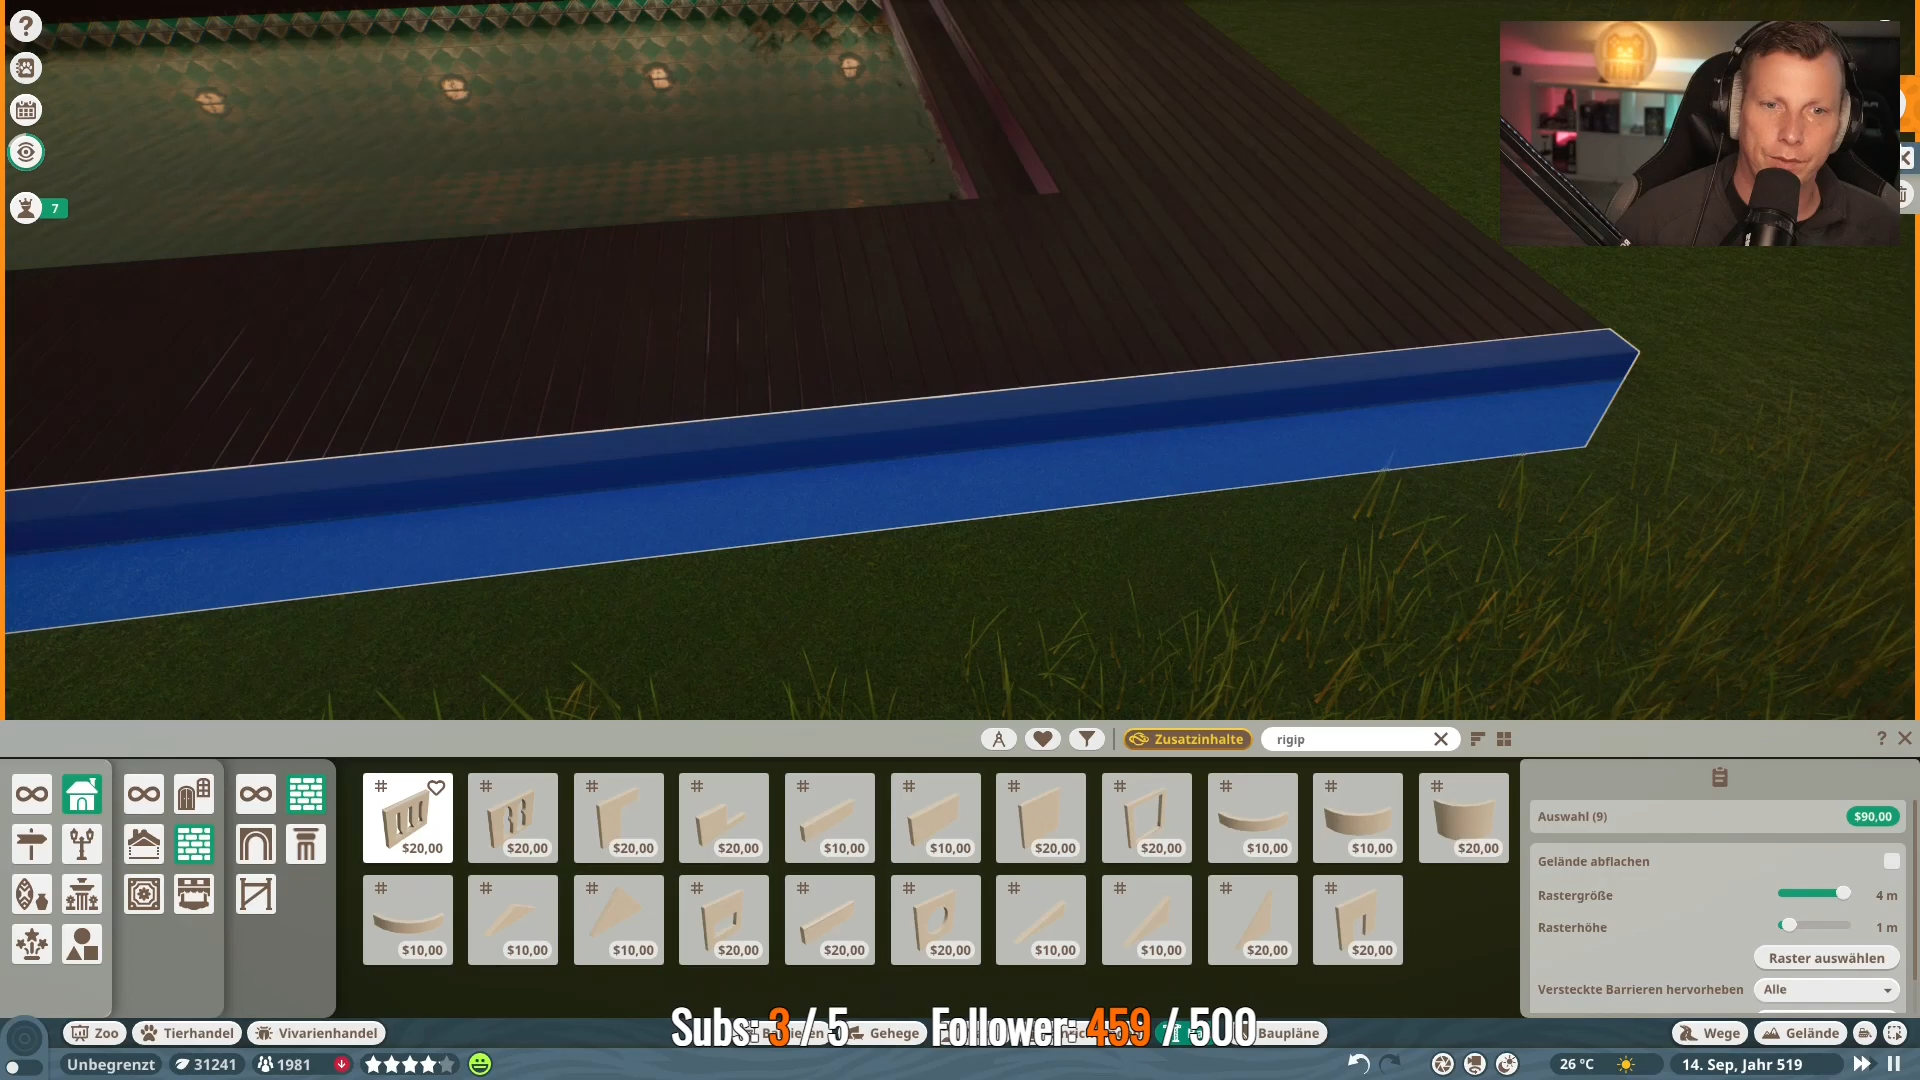 ?
7
Zusatzinhalte
rigip
?
$20,00
$20,00
$20,00
$20,00
$10,00
$10,00
$20,00
$20,00
$10,00
$10,00
$20,00
$10,00
$10,00
$10,00
$20,00
$20,00
$20,00
$10,00
$10,00
$20,00
$20,00
Auswahl (9)
$90,00
Gelände abflachen
Rastergröße
4 m
Rasterhöhe
1 m
Raster auswählen
Versteckte Barrieren hervorheben
Alle
Subs: 3 / 5
Follower: 459 / 500
Zoo
Tierhandel
Vivarienhandel
Gehege
Baupläne
Wege
Gelände
Unbegrenzt
31241
1981
26 °C
14. Sep, Jahr 519